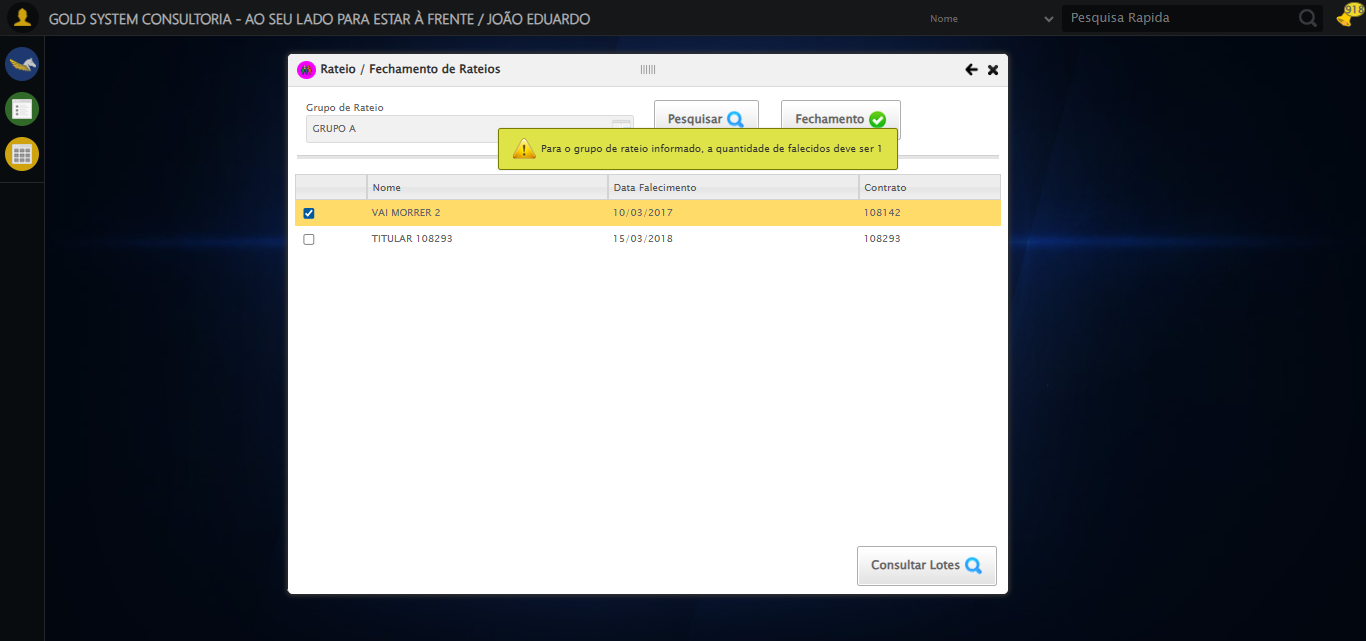 GOLD SYSTEM CONSULTORIA - AO SEU LADO PARA ESTAR À FRENTE / JOÃO EDUARDO
Nome
Pesquisa Rapida
918
Rateio / Fechamento de Rateios
Grupo de Rateio
GRUPO A
Pesquisar
Fechamento
Para o grupo de rateio informado, a quantidade de falecidos deve ser 1
Nome Data Falecimento Contrato
VAI MORRER 2 10/03/2017 108142
TITULAR 108293 15/03/2018 108293
Consultar Lotes